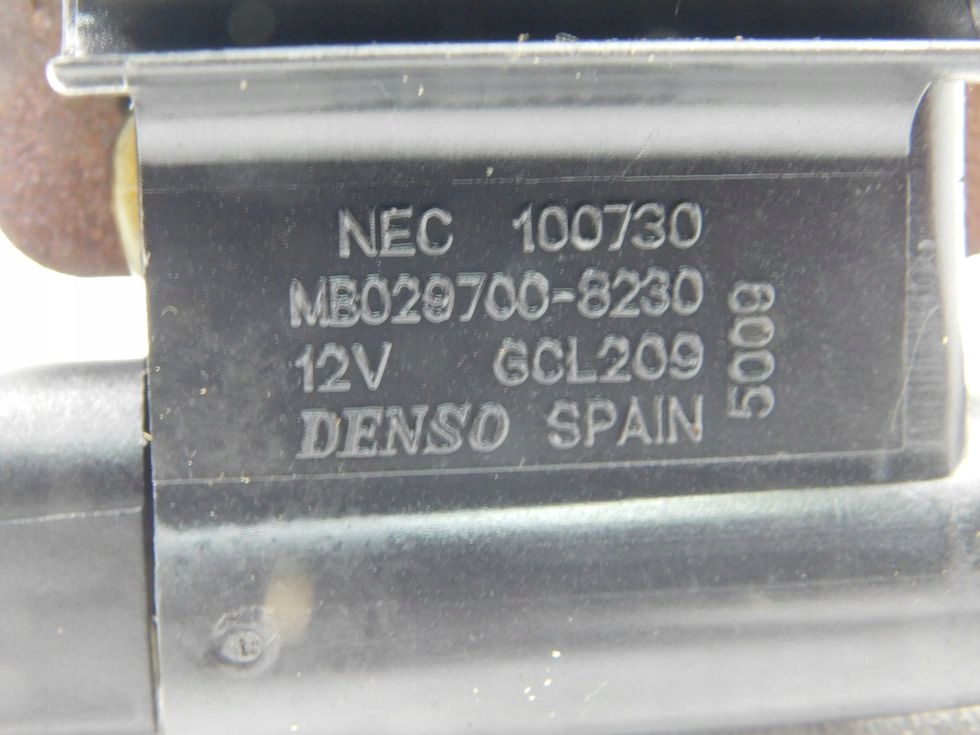 NEC 100730
MB029700-8230
12V GCL209
DENSO SPAIN
5009